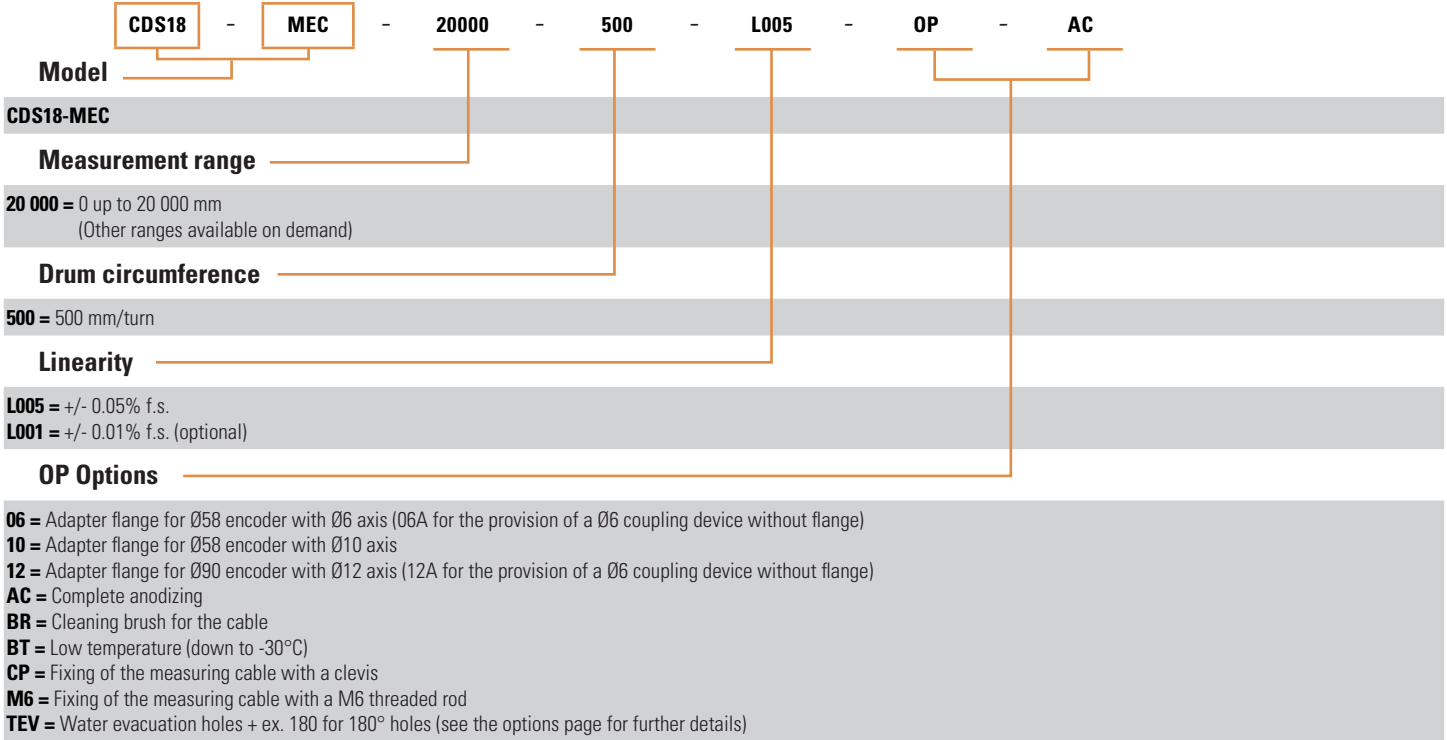 CDS18 - MEC - 20000 - 500 - L005 - OP - AC
Model
CDS18-MEC
Measurement range
20 000 = 0 up to 20 000 mm
(Other ranges available on demand)
Drum circumference
500 = 500 mm/turn
Linearity
L005 = +/- 0.05% f.s.
L001 = +/- 0.01% f.s. (optional)
OP Options
06 = Adapter flange for Ø58 encoder with Ø6 axis (06A for the provision of a Ø6 coupling device without flange)
10 = Adapter flange for Ø58 encoder with Ø10 axis
12 = Adapter flange for Ø90 encoder with Ø12 axis (12A for the provision of a Ø6 coupling device without flange)
AC = Complete anodizing
BR = Cleaning brush for the cable
BT = Low temperature (down to -30°C)
CP = Fixing of the measuring cable with a clevis
M6 = Fixing of the measuring cable with a M6 threaded rod
TEV = Water evacuation holes + ex. 180 for 180° holes (see the options page for further details)